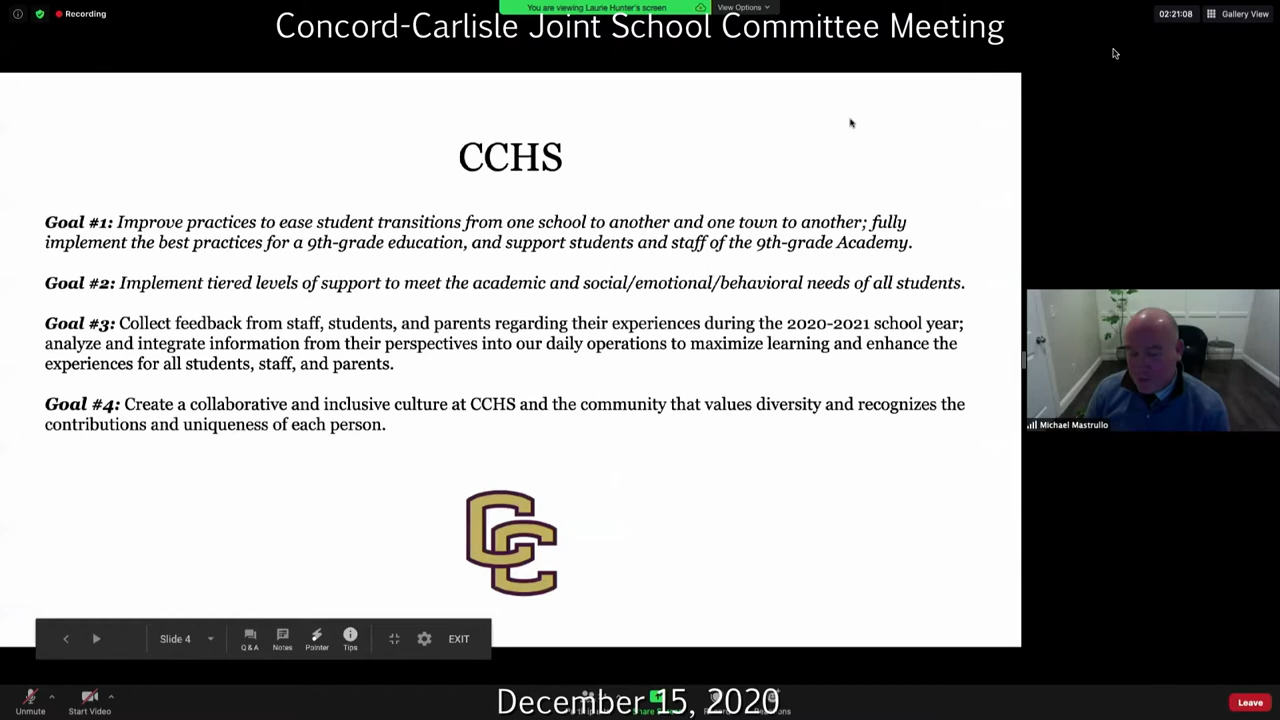 Recording
You are viewing Laurie Hunter's screen
View Options
02:21:08
Gallery View
Concord-Carlisle Joint School Committee Meeting
CCHS
Goal #1: Improve practices to ease student transitions from one school to another and one town to another; fully
implement the best practices for a 9th-grade education, and support students and staff of the 9th-grade Academy.
Goal #2: Implement tiered levels of support to meet the academic and social/emotional/behavioral needs of all students.
Goal #3: Collect feedback from staff, students, and parents regarding their experiences during the 2020-2021 school year;
analyze and integrate information from their perspectives into our daily operations to maximize learning and enhance the
experiences for all students, staff, and parents.
Goal #4: Create a collaborative and inclusive culture at CCHS and the community that values diversity and recognizes the
contributions and uniqueness of each person.
Michael Mastrullo
CC
Slide 4
Q&A
Notes
Pointer
Tips
EXIT
Unmute
Start Video
December 15, 2020
Leave